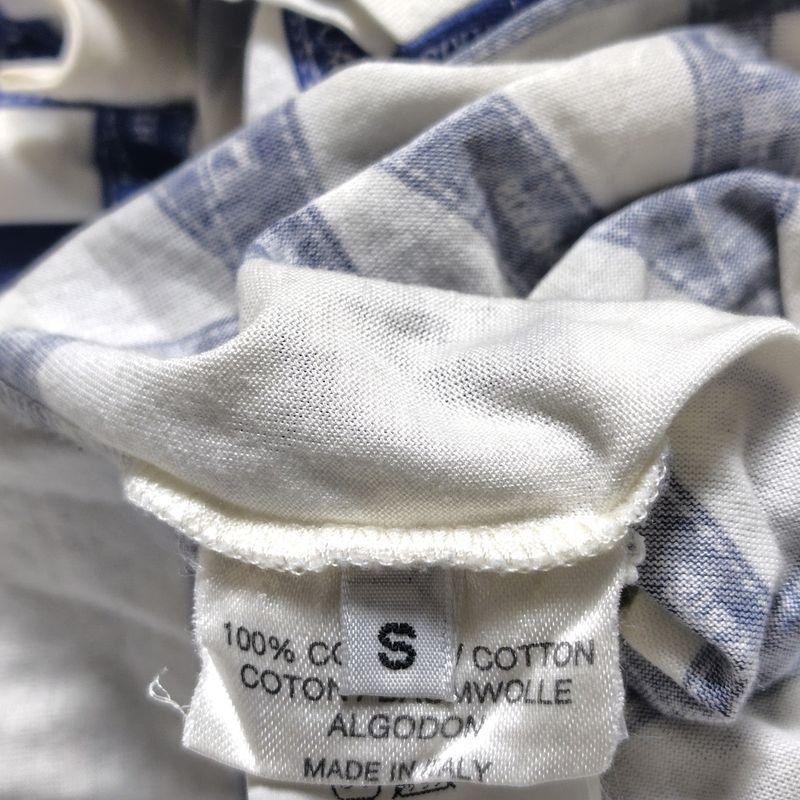 S
100% CO / COTTON
COTON / BAUMWOLLE
ALGODON
MADE IN ITALY